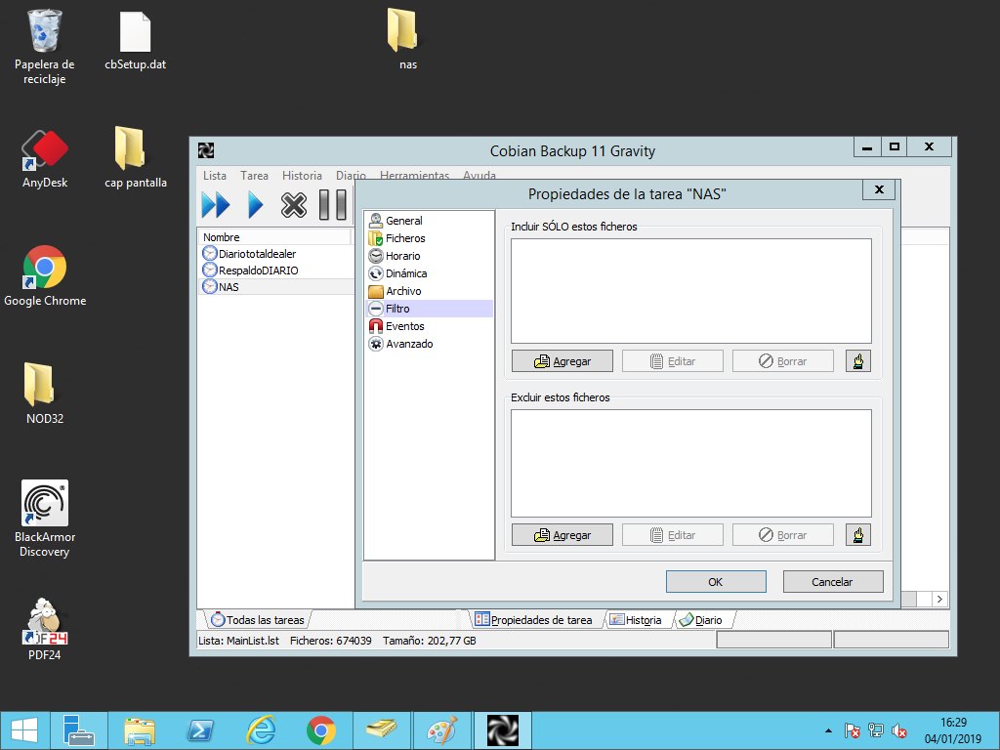 Papelera de
reciclaje
cbSetup.dat
nas
AnyDesk
cap pantalla
Google Chrome
NOD32
BlackArmor
Discovery
PDF24
Cobian Backup 11 Gravity
Lista Tarea Historia Diario Herramientas Ayuda
Nombre
Diariototaldealer
RespaldoDIARIO
NAS
Propiedades de la tarea "NAS"
General
Ficheros
Horario
Dinámica
Archivo
Filtro
Eventos
Avanzado
Incluir SÓLO estos ficheros
Agregar Editar Borrar
Excluir estos ficheros
Agregar Editar Borrar
OK Cancelar
Todas las tareas
Propiedades de tarea Historia Diario
Lista: MainList.lst Ficheros: 674039 Tamaño: 202,77 GB
16:29
04/01/2019